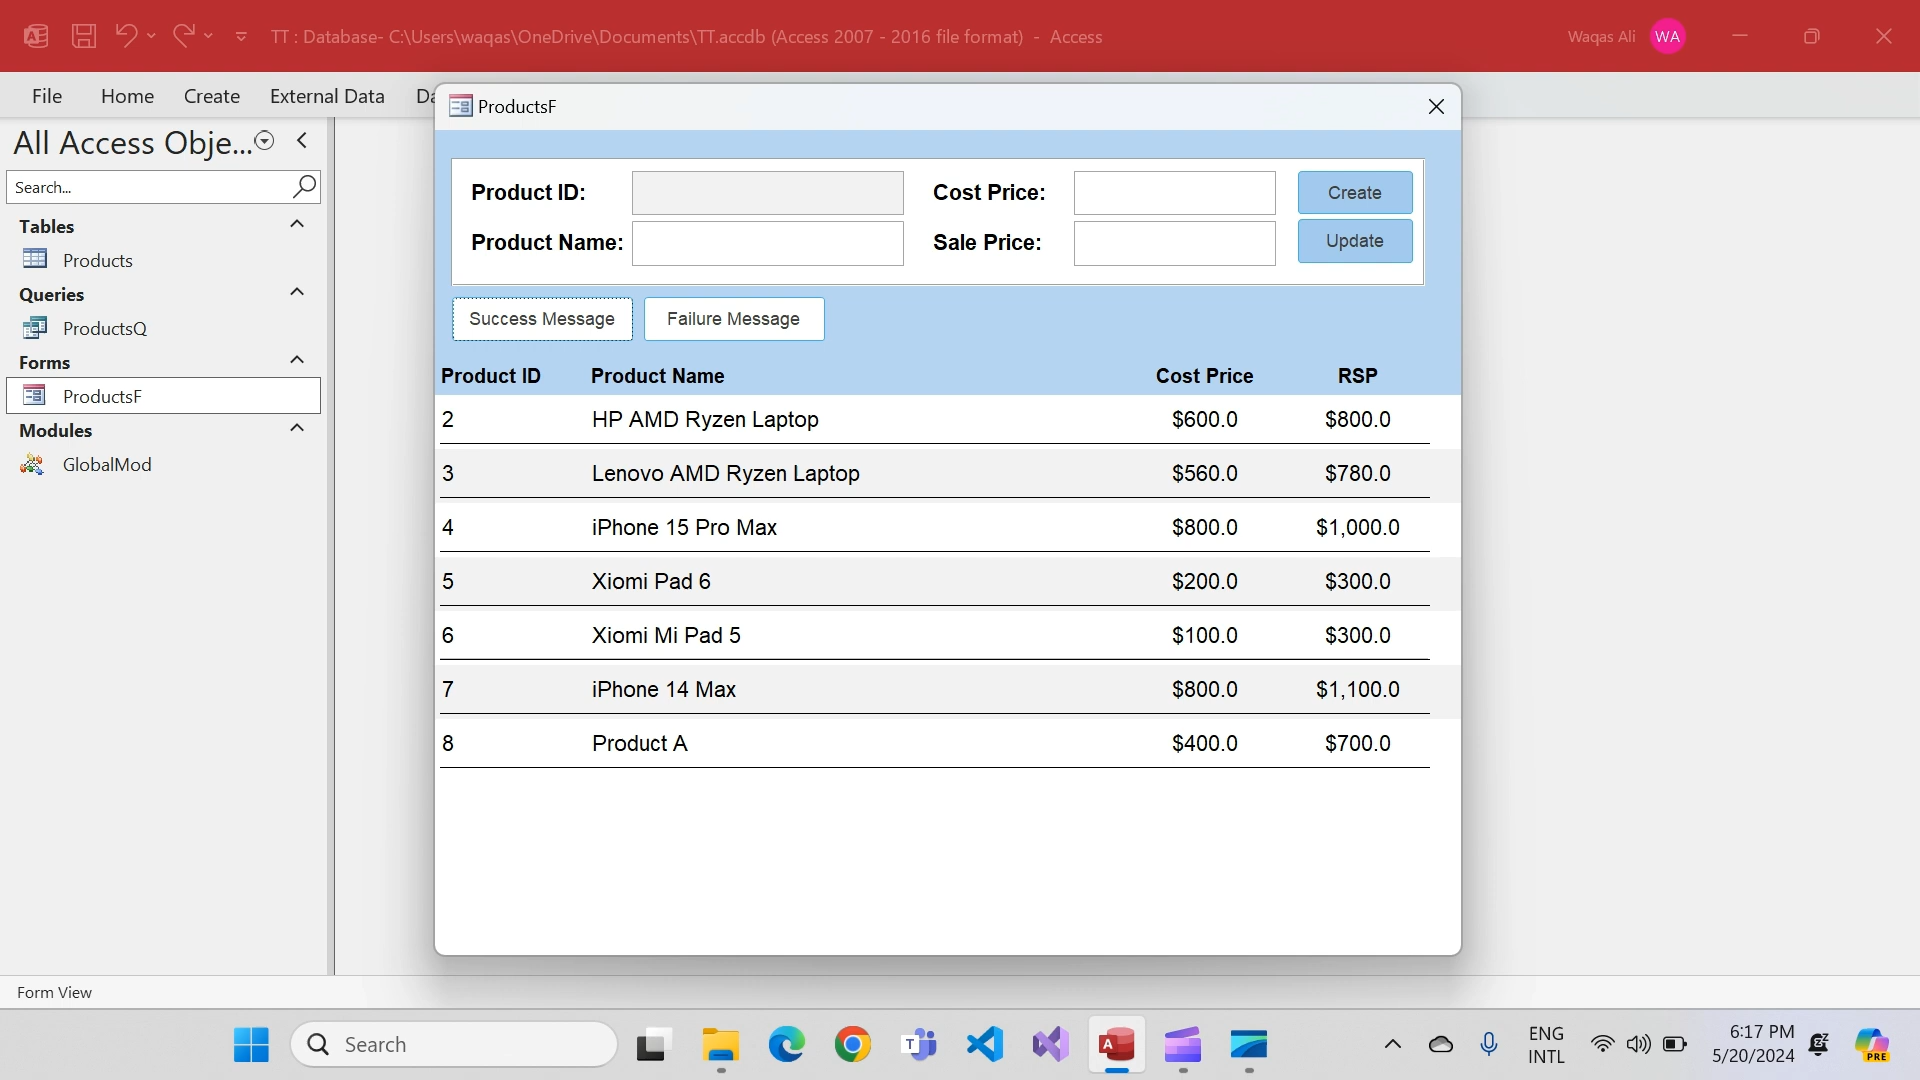 TT : Database- C:\Users\waqas\OneDrive\Documents\TT.accdb (Access 2007 - 2016 file format) - Access
Waqas Ali WA
File Home Create External Data Da
ProductsF
All Access Obje...
Search...
Tables
Products
Queries
ProductsQ
Forms
ProductsF
Modules
GlobalMod
Product ID: Cost Price: Create
Product Name: Sale Price: Update
Success Message Failure Message
Product ID Product Name Cost Price RSP
2 HP AMD Ryzen Laptop $600.0 $800.0
3 Lenovo AMD Ryzen Laptop $560.0 $780.0
4 iPhone 15 Pro Max $800.0 $1,000.0
5 Xiomi Pad 6 $200.0 $300.0
6 Xiomi Mi Pad 5 $100.0 $300.0
7 iPhone 14 Max $800.0 $1,100.0
8 Product A $400.0 $700.0
Form View
Search
ENG
INTL
6:17 PM
5/20/2024
PRE